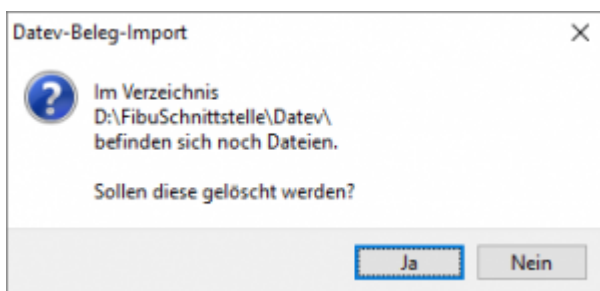 Datev-Beleg-Import
Im Verzeichnis
D:\FibuSchnittstelle\Datev\
befinden sich noch Dateien.
Sollen diese gelöscht werden?
Ja
Nein